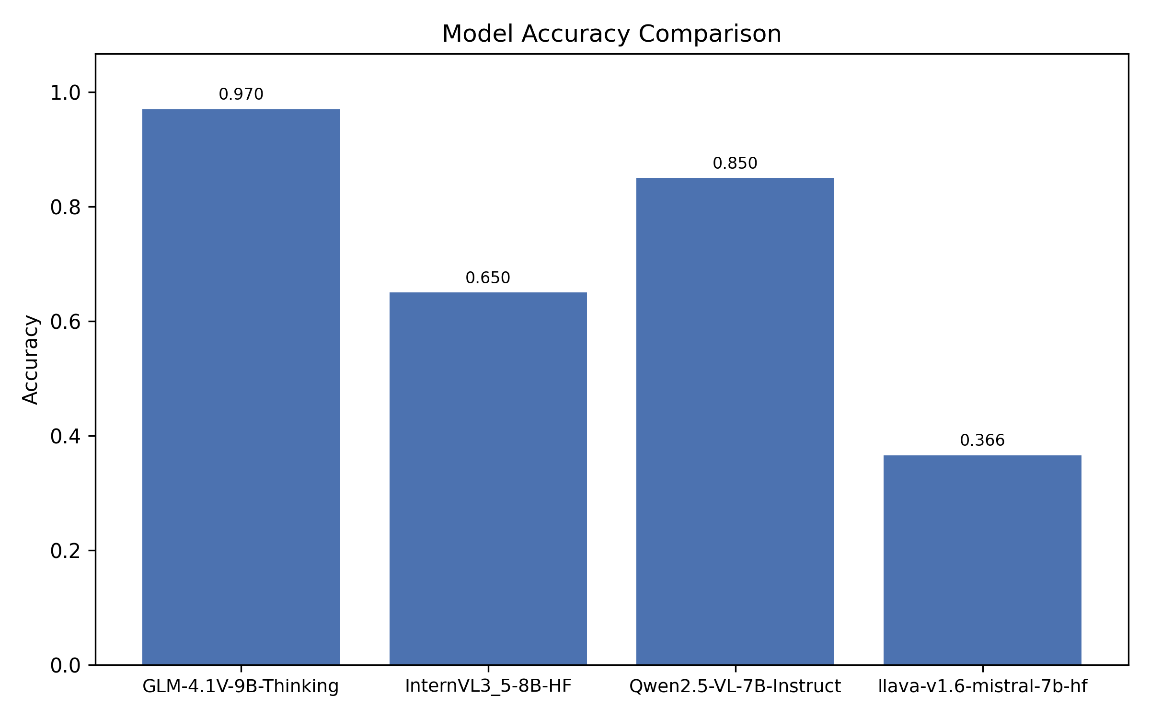 Model Accuracy Comparison
Accuracy
1.0
0.8
0.6
0.4
0.2
0.0
0.970
0.650
0.850
0.366
GLM-4.1V-9B-Thinking
InternVL3_5-8B-HF
Qwen2.5-VL-7B-Instruct
llava-v1.6-mistral-7b-hf